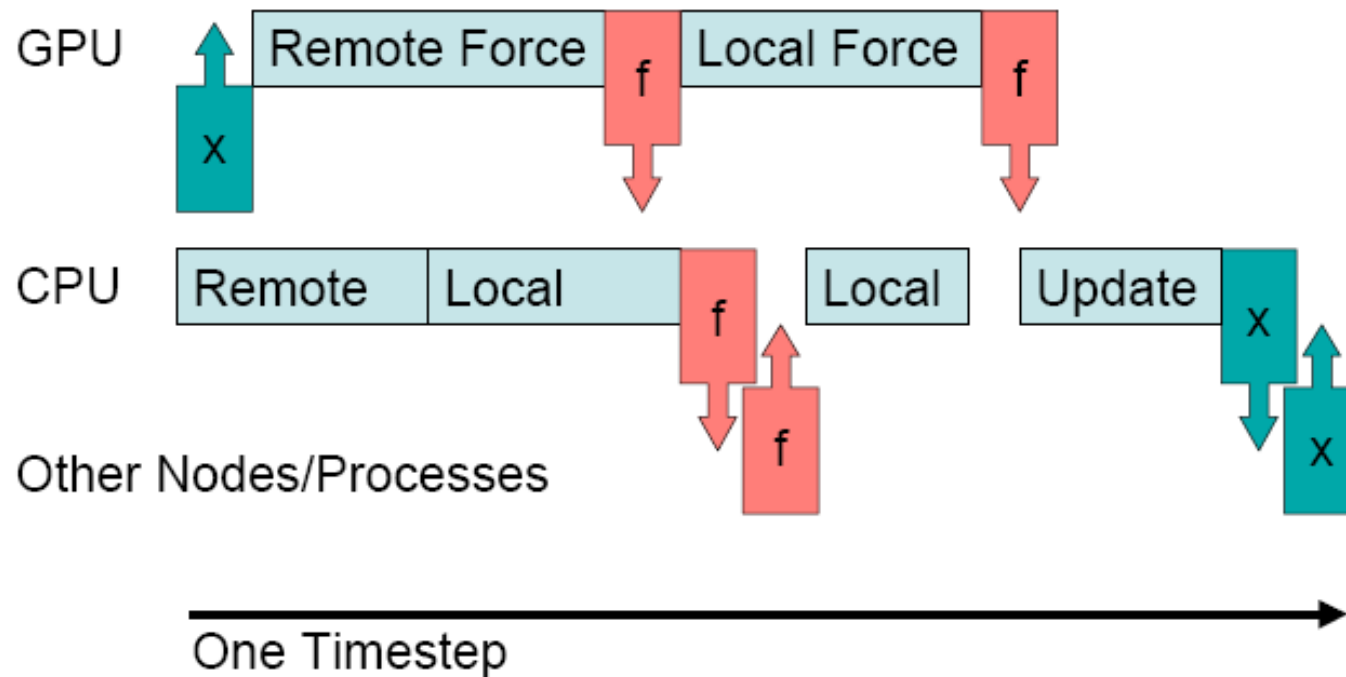 GPU
Remote Force
f
Local Force
f
x
CPU
Remote
Local
f
Local
Update
x
f
x
Other Nodes/Processes
One Timestep